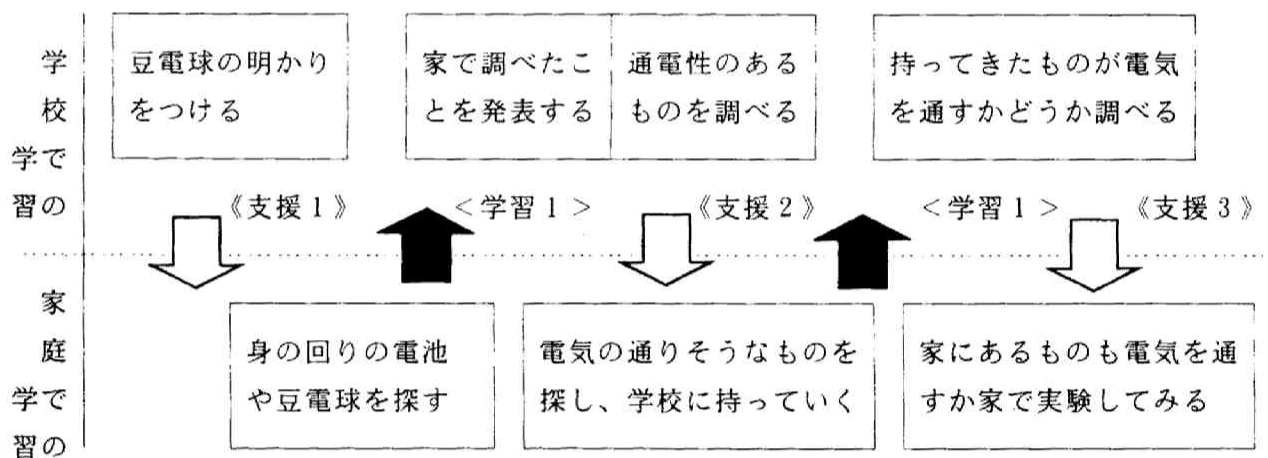 学校での学習
豆電球の明かり
をつける
家で調べたこ
とを発表する
通電性のある
ものを調べる
持ってきたものが電気
を通すかどうか調べる
《支援1》
<学習1>
《支援2》
<学習1>
《支援3》
家庭での学習
身の回りの電池
や豆電球を探す
電気の通りそうなものを
探し、学校に持っていく
家にあるものも電気を通
すか家で実験してみる